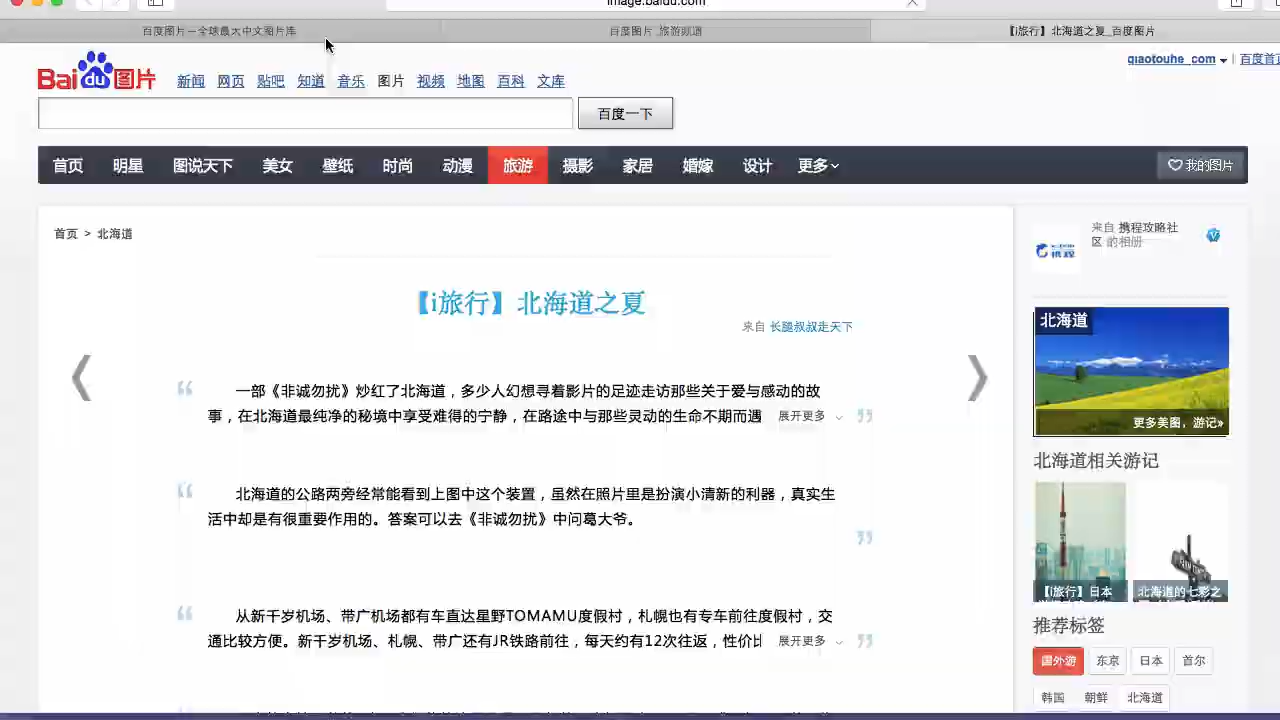 image.baidu.com
百度图片—全球最大中文图片库
百度图片_旅游频道
【i旅行】北海道之夏_百度图片
qiaotouhe_com
百度首页
Baidu图片
新闻 网页 贴吧 知道 音乐 图片 视频 地图 百科 文库
百度一下
首页 明星 图说天下 美女 壁纸 时尚 动漫 旅游 摄影 家居 婚嫁 设计 更多
我的图片
首页 > 北海道
【i旅行】北海道之夏
来自 长腿叔叔走天下
一部《非诚勿扰》炒红了北海道，多少人幻想寻着影片的足迹走访那些关于爱与感动的故
事，在北海道最纯净的秘境中享受难得的宁静，在路途中与那些灵动的生命不期而遇 展开更多
北海道的公路两旁经常能看到上图中这个装置，虽然在照片里是扮演小清新的利器，真实生
活中却是有很重要作用的。答案可以去《非诚勿扰》中问葛大爷。
从新千岁机场、带广机场都有车直达星野TOMAMU度假村，札幌也有专车前往度假村，交
通比较方便。新千岁机场、札幌、带广还有JR铁路前往，每天约有12次往返，性价比 展开更多
携程
来自 携程攻略社
区 的相册
北海道
更多美图，游记»
北海道相关游记
【i旅行】日本
北海道的七彩之
推荐标签
国外游 东京 日本 首尔
韩国 朝鲜 北海道